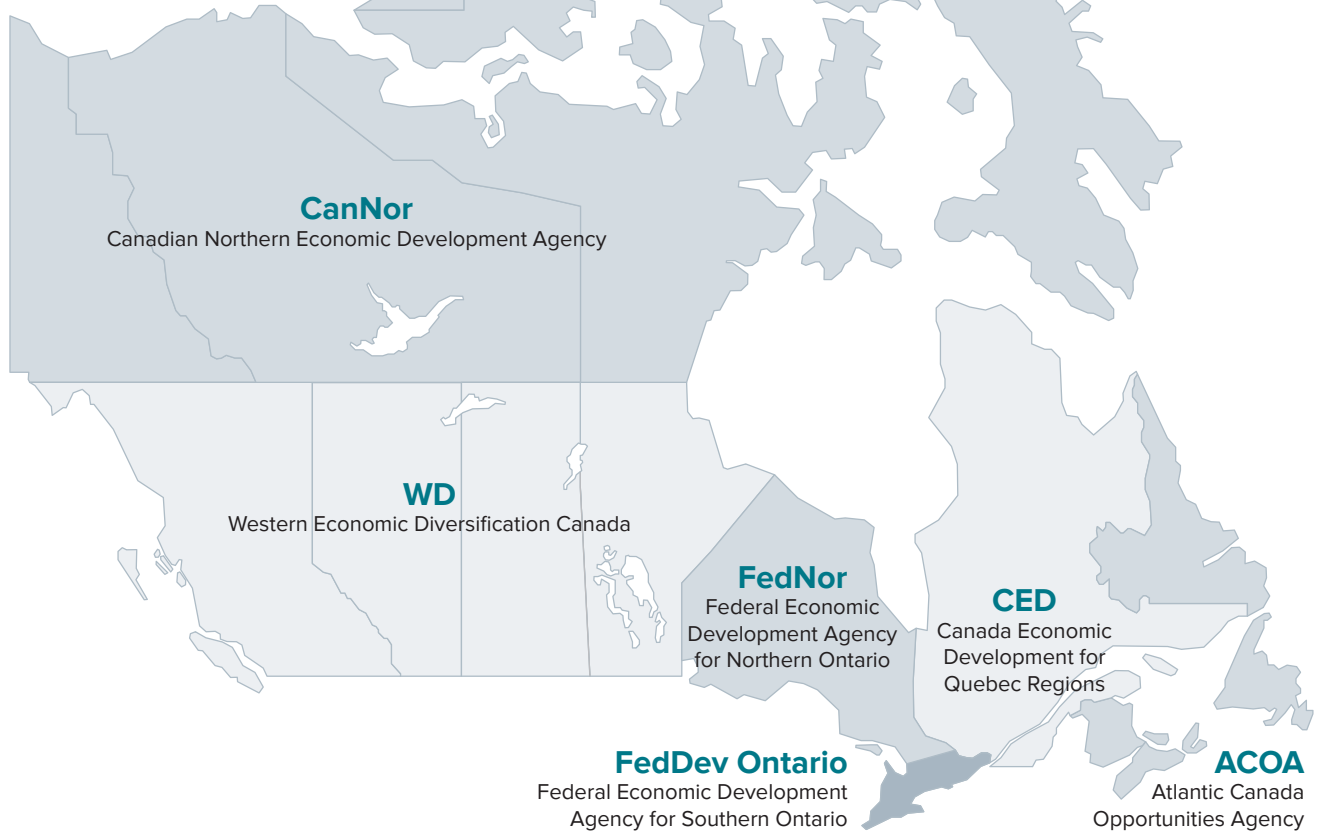 CanNor
Canadian Northern Economic Development Agency
WD
Western Economic Diversification Canada
FedNor
Federal Economic
Development Agency
for Northern Ontario
CED
Canada Economic
Development for
Quebec Regions
FedDev Ontario
Federal Economic Development
Agency for Southern Ontario
ACOA
Atlantic Canada
Opportunities Agency